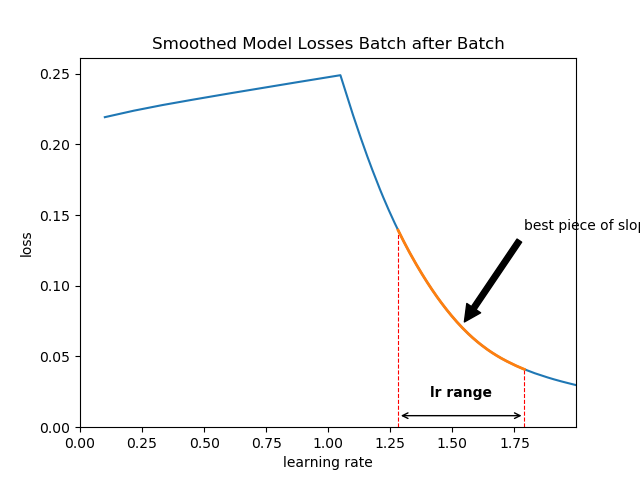 Smoothed Model Losses Batch after Batch
0.25
0.20
0.15
0.10
0.05
0.00
loss
best piece of slop
lr range
0.00 0.25 0.50 0.75 1.00 1.25 1.50 1.75
learning rate